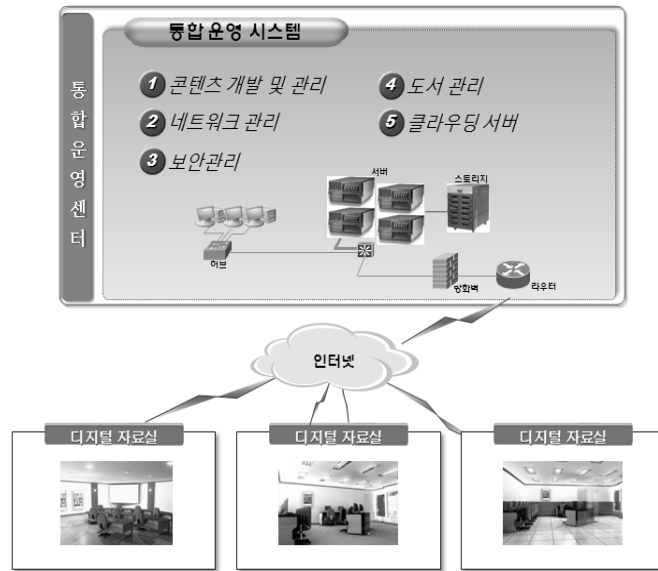 통합 운영 시스템
통합운영센터
1 콘텐츠 개발 및 관리
2 네트워크 관리
3 보안관리
4 도서 관리
5 클라우딩 서버
서버
스토리지
허브
방화벽
라우터
인터넷
디지털 자료실
디지털 자료실
디지털 자료실